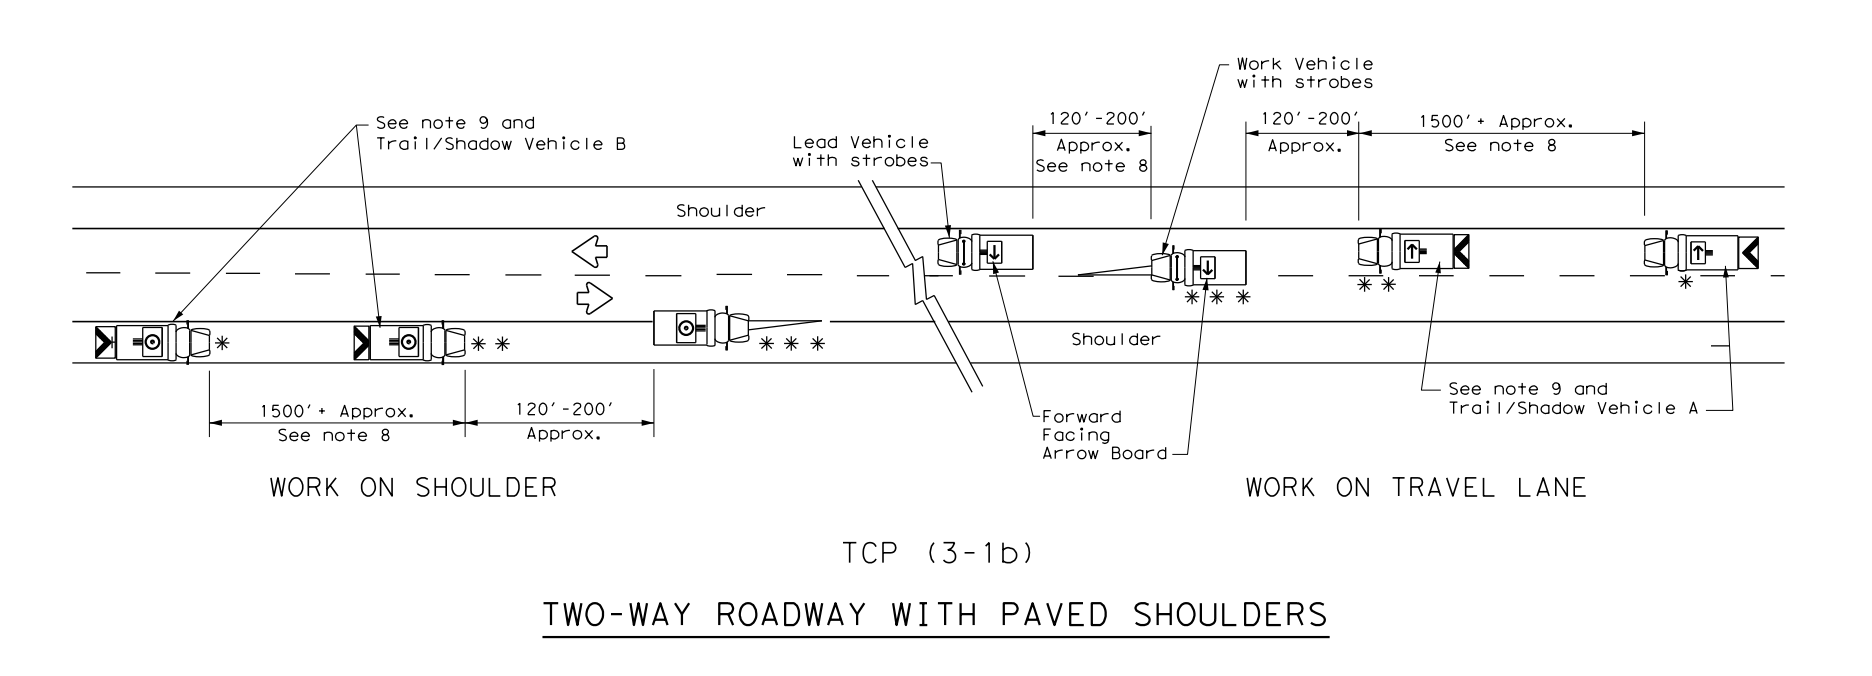 Work Vehicle
with strobes
See note 9 and
Trail/Shadow Vehicle B
Lead Vehicle
with strobes
120'-200'
Approx.
See note 8
120'-200'
Approx.
1500'+ Approx.
See note 8
Shoulder
Shoulder
1500'+ Approx.
See note 8
120'-200'
Approx.
Forward
Facing
Arrow Board
See note 9 and
Trail/Shadow Vehicle A
WORK ON SHOULDER
WORK ON TRAVEL LANE
TCP (3-1b)
TWO-WAY ROADWAY WITH PAVED SHOULDERS